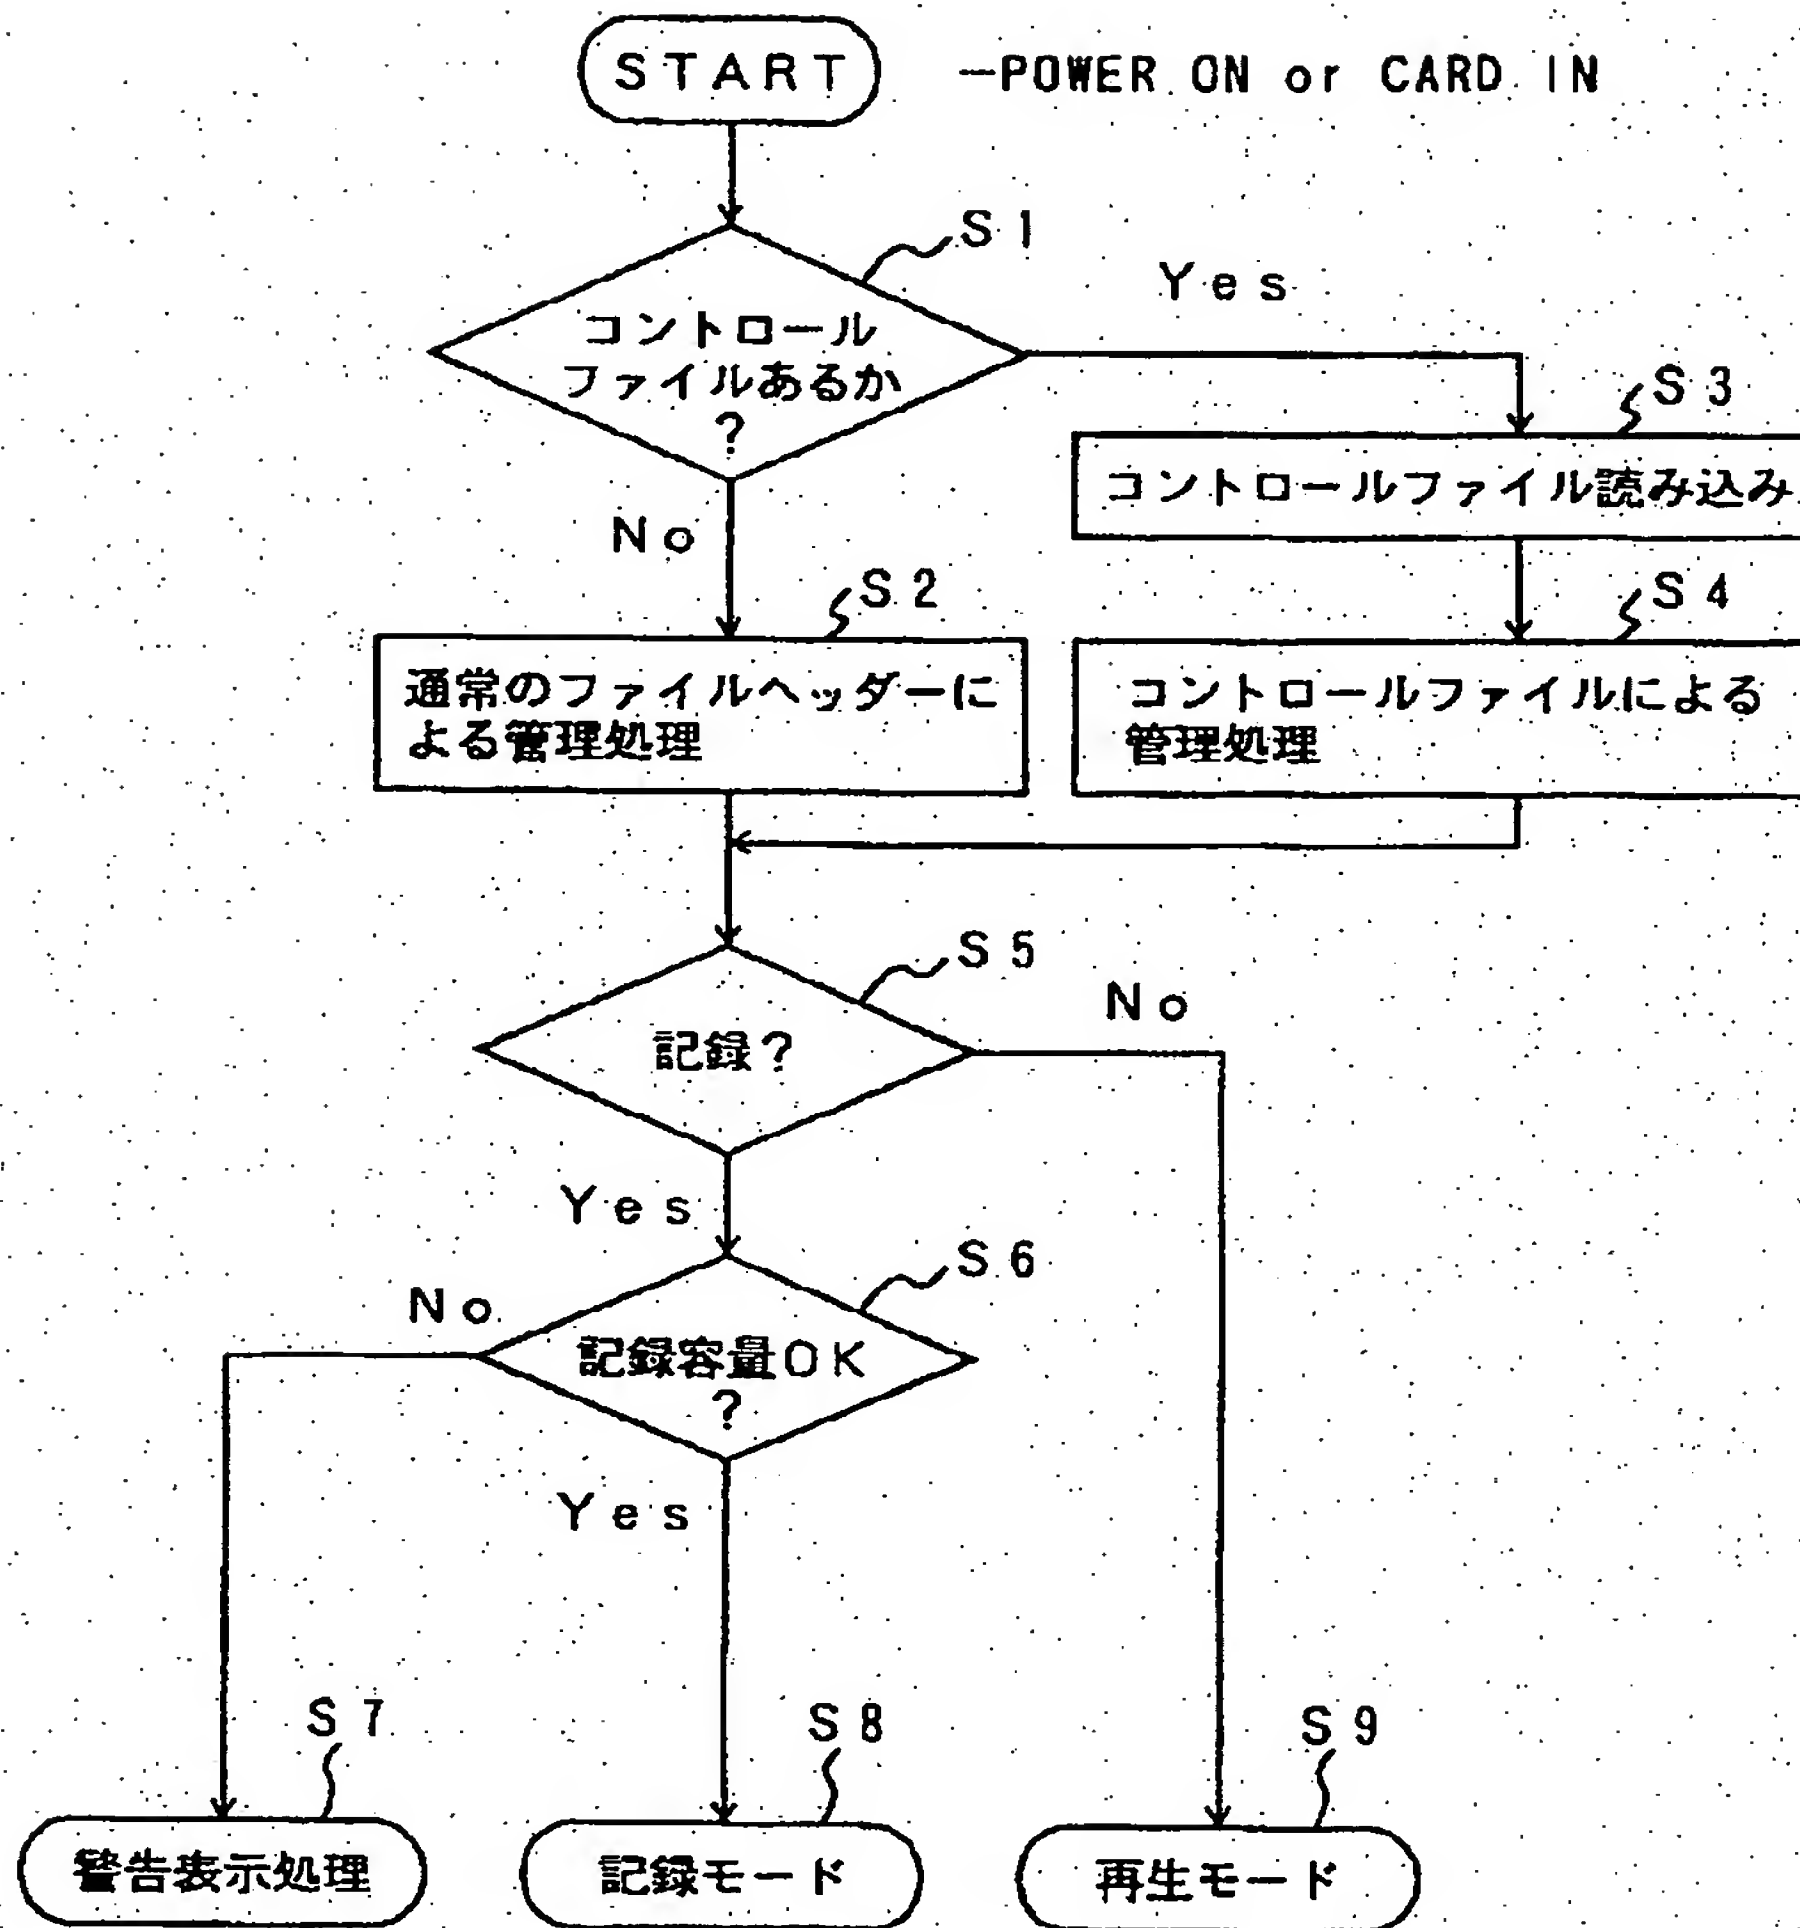 START
—POWER ON or CARD IN
S1
Yes
コントロール
ファイルあるか
?
S3
コントロールファイル読み込み
No
S2
S4
通常のファイルヘッダーに
よる管理処理
コントロールファイルによる
管理処理
S5
No
記録?
Yes
S6
No
記録容量OK
?
Yes
S7
S8
S9
警告表示処理
記録モード
再生モード